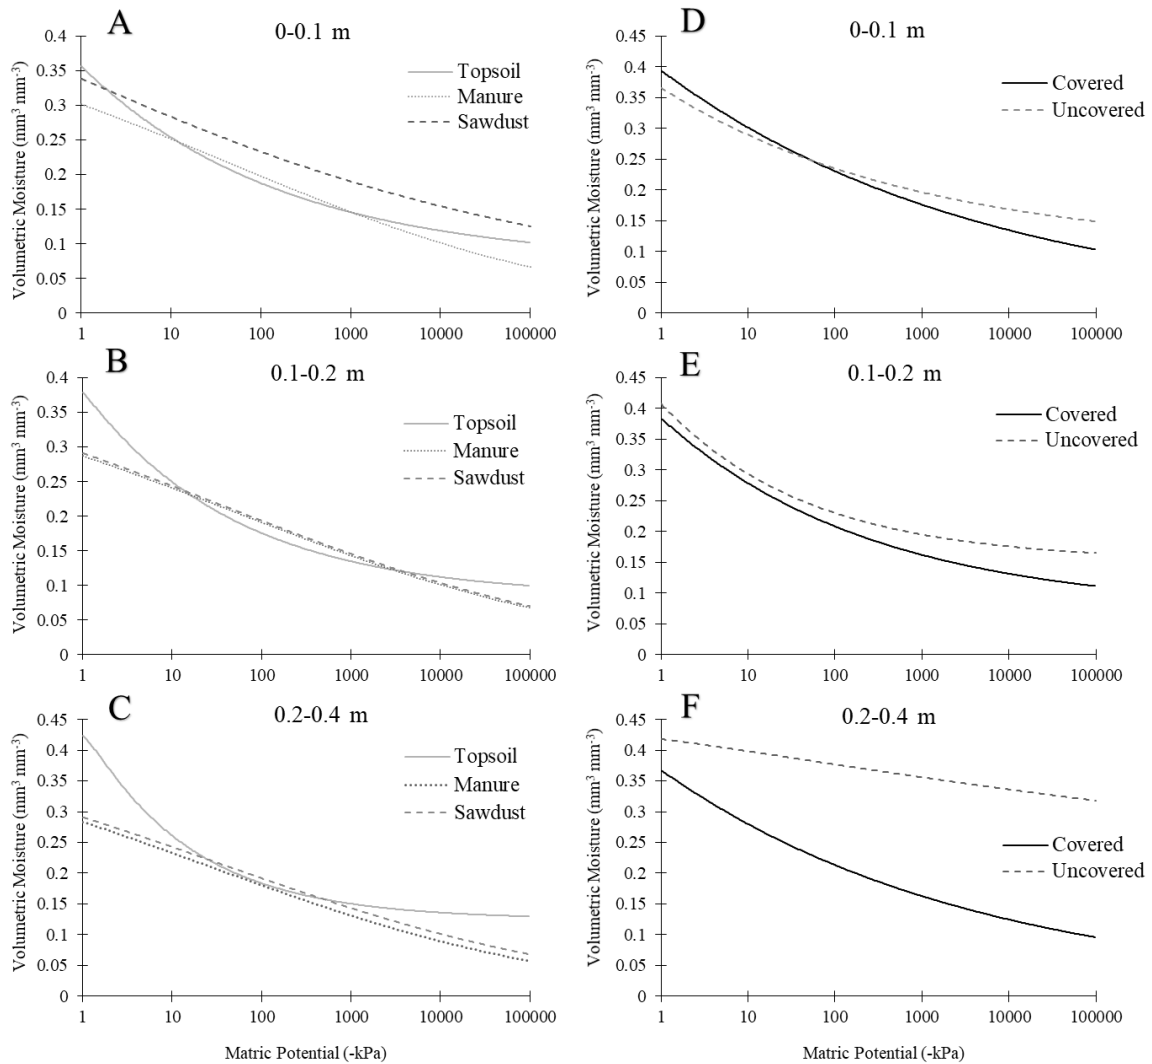 A
0-0.1 m
Volumetric Moisture (mm³ mm⁻³)
0.4
0.35
0.3
0.25
0.2
0.15
0.1
0.05
0
Topsoil
Manure
Sawdust
1 10 100 1000 10000 100000
D
0-0.1 m
Volumetric Moisture (mm³ mm⁻³)
0.45
0.4
0.35
0.3
0.25
0.2
0.15
0.1
0.05
0
Covered
Uncovered
1 10 100 1000 10000 100000
B
0.1-0.2 m
Volumetric Moisture (mm³ mm⁻³)
0.4
0.35
0.3
0.25
0.2
0.15
0.1
0.05
0
Topsoil
Manure
Sawdust
1 10 100 1000 10000 100000
E
0.1-0.2 m
Volumetric Moisture (mm³ mm⁻³)
0.45
0.4
0.35
0.3
0.25
0.2
0.15
0.1
0.05
0
Covered
Uncovered
1 10 100 1000 10000 100000
C
0.2-0.4 m
Volumetric Moisture (mm³ mm⁻³)
0.45
0.4
0.35
0.3
0.25
0.2
0.15
0.1
0.05
0
Topsoil
Manure
Sawdust
1 10 100 1000 10000 100000
Matric Potential (-kPa)
F
0.2-0.4 m
Volumetric Moisture (mm³ mm⁻³)
0.45
0.4
0.35
0.3
0.25
0.2
0.15
0.1
0.05
0
Covered
Uncovered
1 10 100 1000 10000 100000
Matric Potential (-kPa)